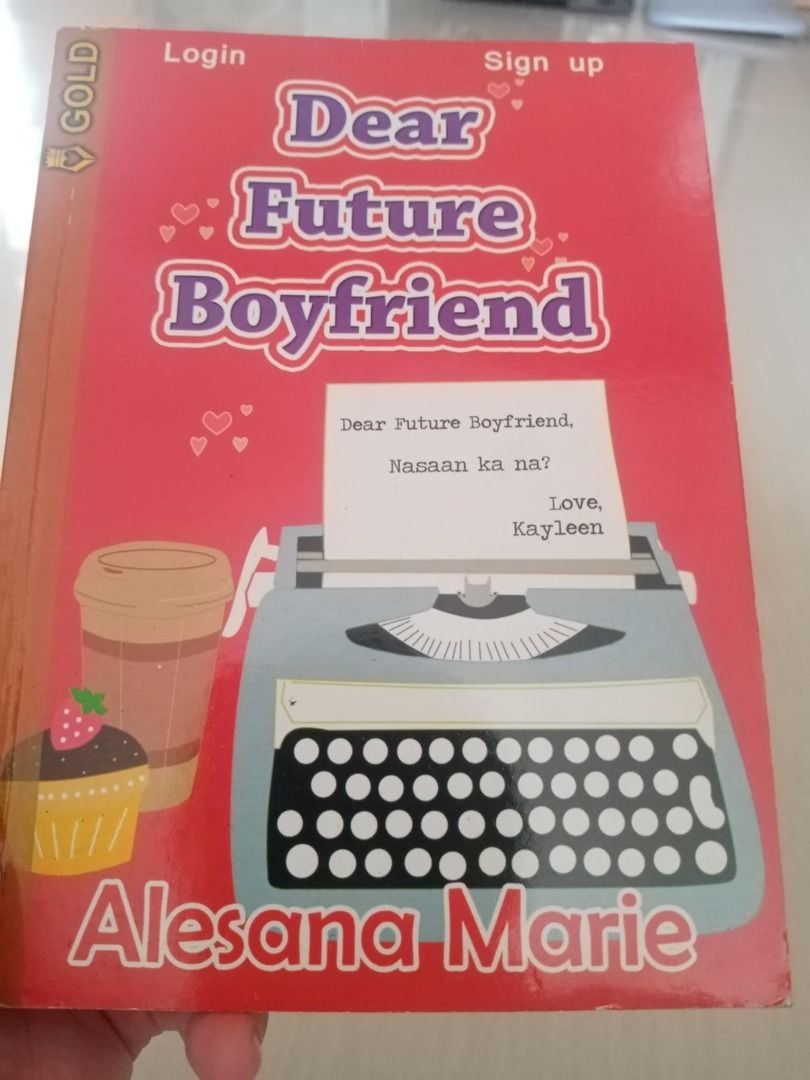 GOLD
Login
Sign up
Dear
Future
Boyfriend
Dear Future Boyfriend,
Nasaan ka na?
Love,
Kayleen
Alesana Marie